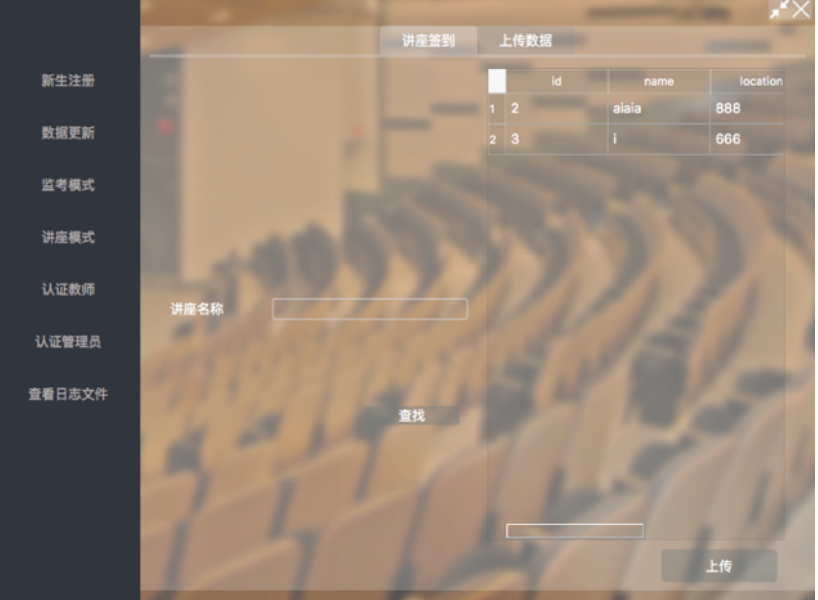 讲座签到 上传数据
新生注册
数据更新
监考模式
讲座模式
认证教师
认证管理员
查看日志文件
讲座名称
查找
id name location
1 2 aiaia 888
2 3 i 666
上传